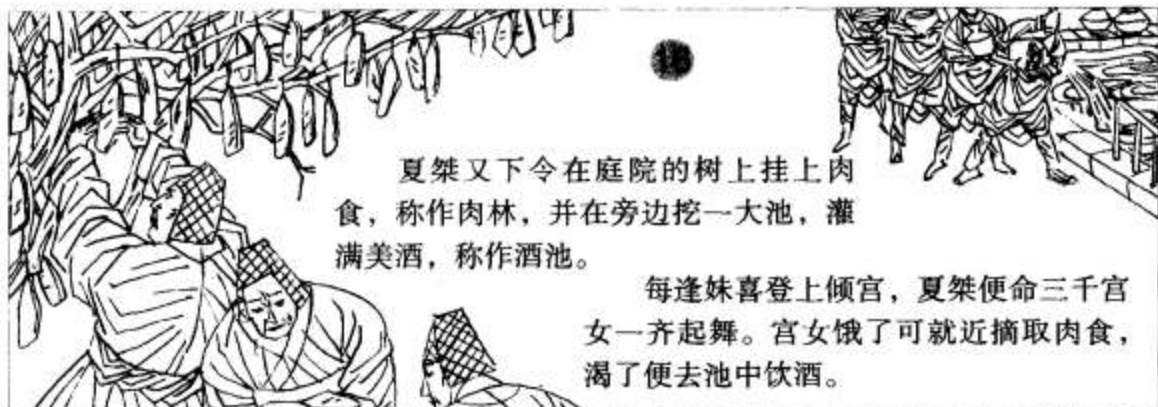 夏桀又下令在庭院的树上挂上肉
食，称作肉林，并在旁边挖一大池，灌
满美酒，称作酒池。
每逢妹喜登上倾宫，夏桀便命三千宫
女一齐起舞。宫女饿了可就近摘取肉食，
渴了便去池中饮酒。